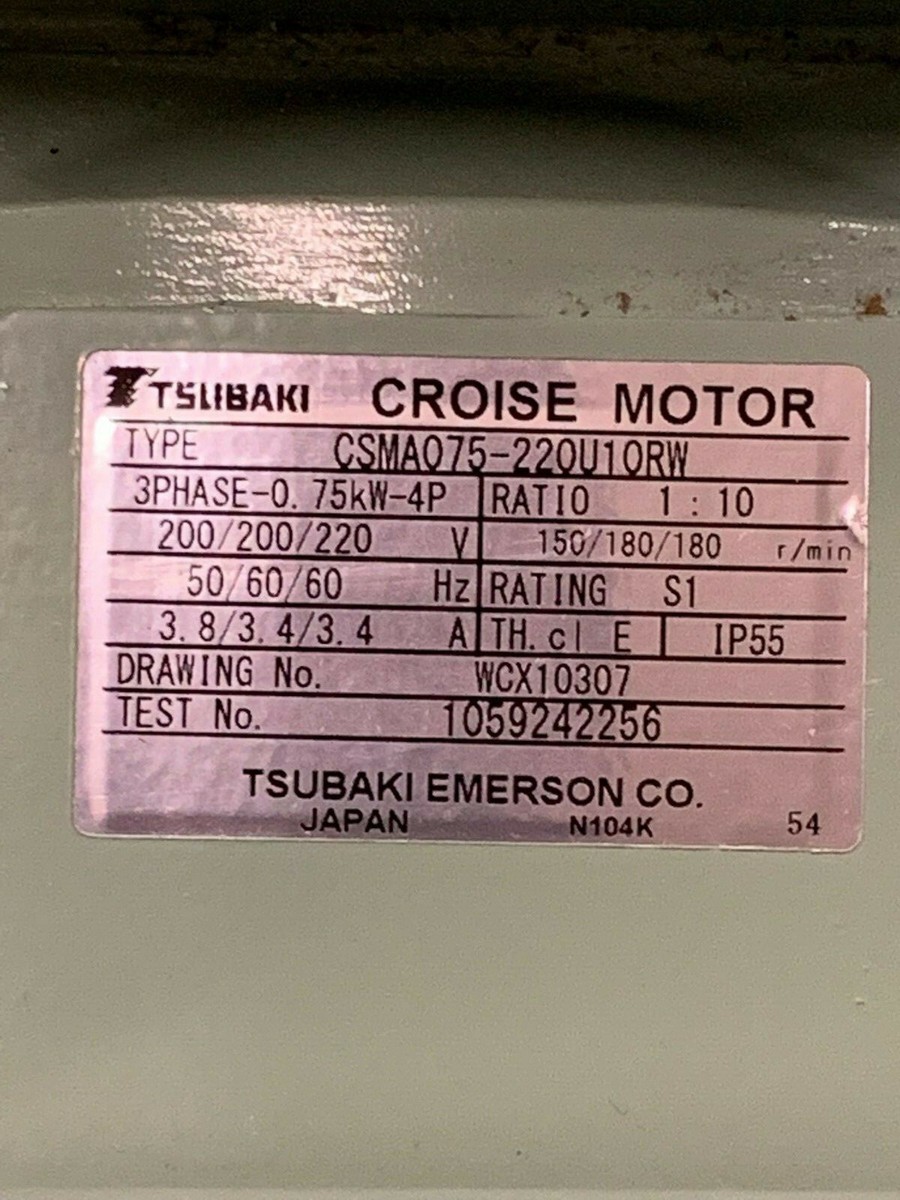 TSUBAKI CROISE MOTOR
TYPE CSMA075-220U10RW
3PHASE-0.75kW-4P RATIO 1:10
200/200/220 V 150/180/180 r/min
50/60/60 Hz RATING S1
3.8/3.4/3.4 A TH.cl E IP55
DRAWING No. WCX10307
TEST No. 1059242256
TSUBAKI EMERSON CO.
JAPAN N104K 54